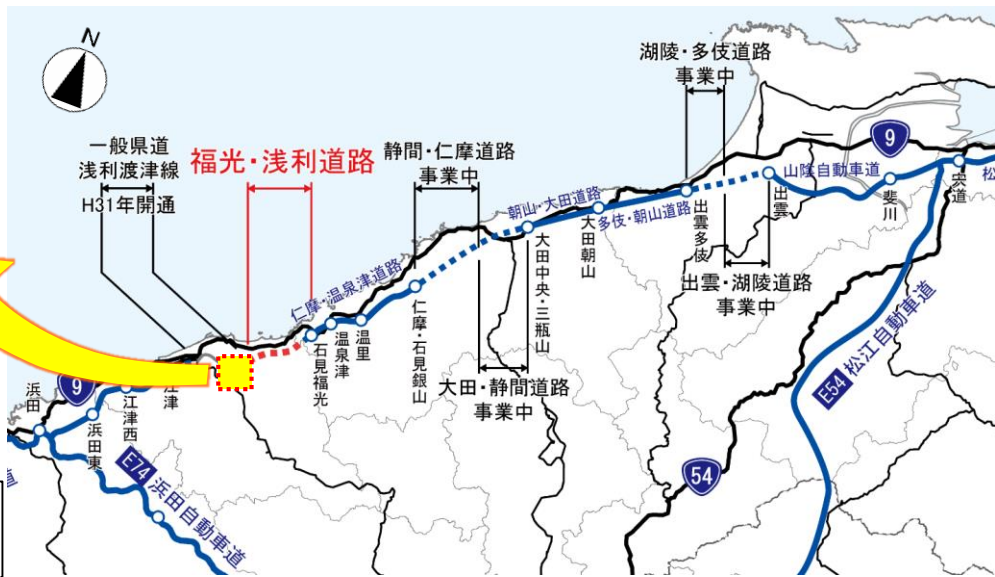 N
湖陵・多伎道路
事業中
一般県道
浅利渡津線
H31年開通
福光・浅利道路
静間・仁摩道路
事業中
9
山陰自動車道
松
宍道
斐川
出雲
朝山・大田道路
多伎・朝山道路
出雲多伎
大田朝山
大田中央・三瓶山
出雲・湖陵道路
事業中
仁摩・温泉津道路
仁摩・石見銀山
温里
温泉津
石見福光
大田・静間道路
事業中
E54 松江自動車道
54
9
浜田
江津
江津西
浜田東
E74 浜田自動車道
道